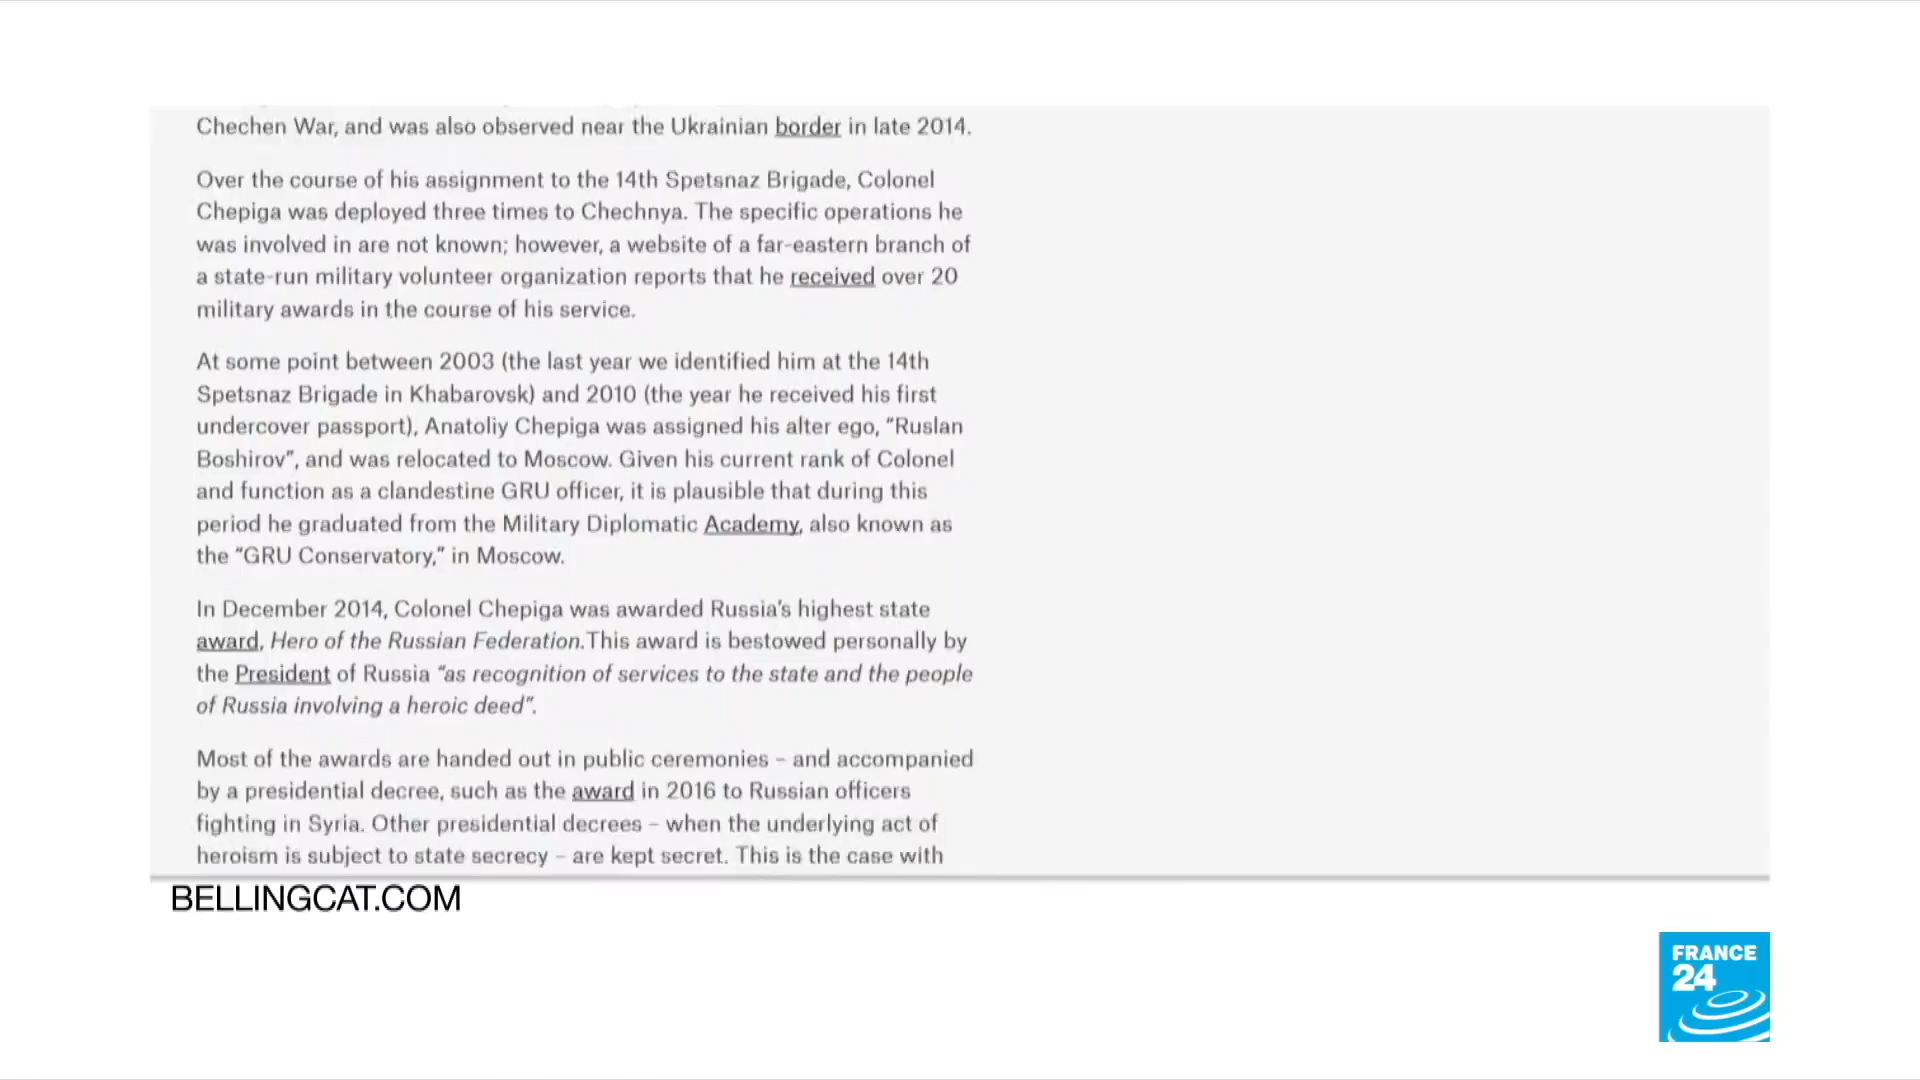 Chechen War, and was also observed near the Ukrainian border in late 2014.
Over the course of his assignment to the 14th Spetsnaz Brigade, Colonel
Chepiga was deployed three times to Chechnya. The specific operations he
was involved in are not known; however, a website of a far-eastern branch of
a state-run military volunteer organization reports that he received over 20
military awards in the course of his service.
At some point between 2003 (the last year we identified him at the 14th
Spetsnaz Brigade in Khabarovsk) and 2010 (the year he received his first
undercover passport), Anatoliy Chepiga was assigned his alter ego, “Ruslan
Boshirov”, and was relocated to Moscow. Given his current rank of Colonel
and function as a clandestine GRU officer, it is plausible that during this
period he graduated from the Military Diplomatic Academy, also known as
the “GRU Conservatory,” in Moscow.
In December 2014, Colonel Chepiga was awarded Russia’s highest state
award, Hero of the Russian Federation.This award is bestowed personally by
the President of Russia “as recognition of services to the state and the people
of Russia involving a heroic deed”.
Most of the awards are handed out in public ceremonies – and accompanied
by a presidential decree, such as the award in 2016 to Russian officers
fighting in Syria. Other presidential decrees – when the underlying act of
heroism is subject to state secrecy – are kept secret. This is the case with
BELLINGCAT.COM
FRANCE
24